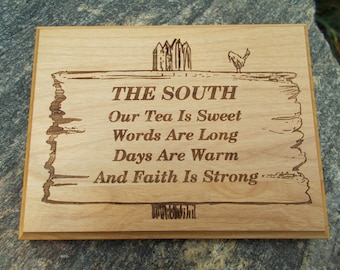 THE SOUTH
Our Tea Is Sweet
Words Are Long
Days Are Warm
And Faith Is Strong